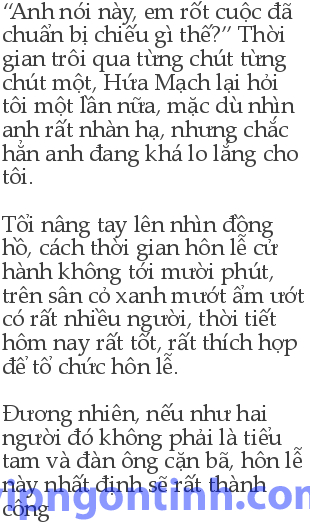 “Anh nói này, em rốt cuộc đã
chuẩn bị chiếu gì thế?” Thời
gian trôi qua từng chút từng
chút một, Hứa Mạch lại hỏi
tôi một lần nữa, mặc dù nhìn
anh rất nhàn hạ, nhưng chắc
hẳn anh đang khá lo lắng cho
tôi.
Tổi nâng tay lên nhìn đồng
hồ, cách thời gian hôn lễ cử
hành không tới mười phút,
trên sân cỏ xanh mướt ẩm ướt
có rất nhiều người, thời tiết
hôm nay rất tốt, rất thích hợp
để tổ chức hôn lễ.
Đương nhiên, nếu như hai
người đó không phải là tiểu
tam và đàn ông cặn bã, hôn lễ
này nhất định sẽ rất thành
công
vipngontinh.com